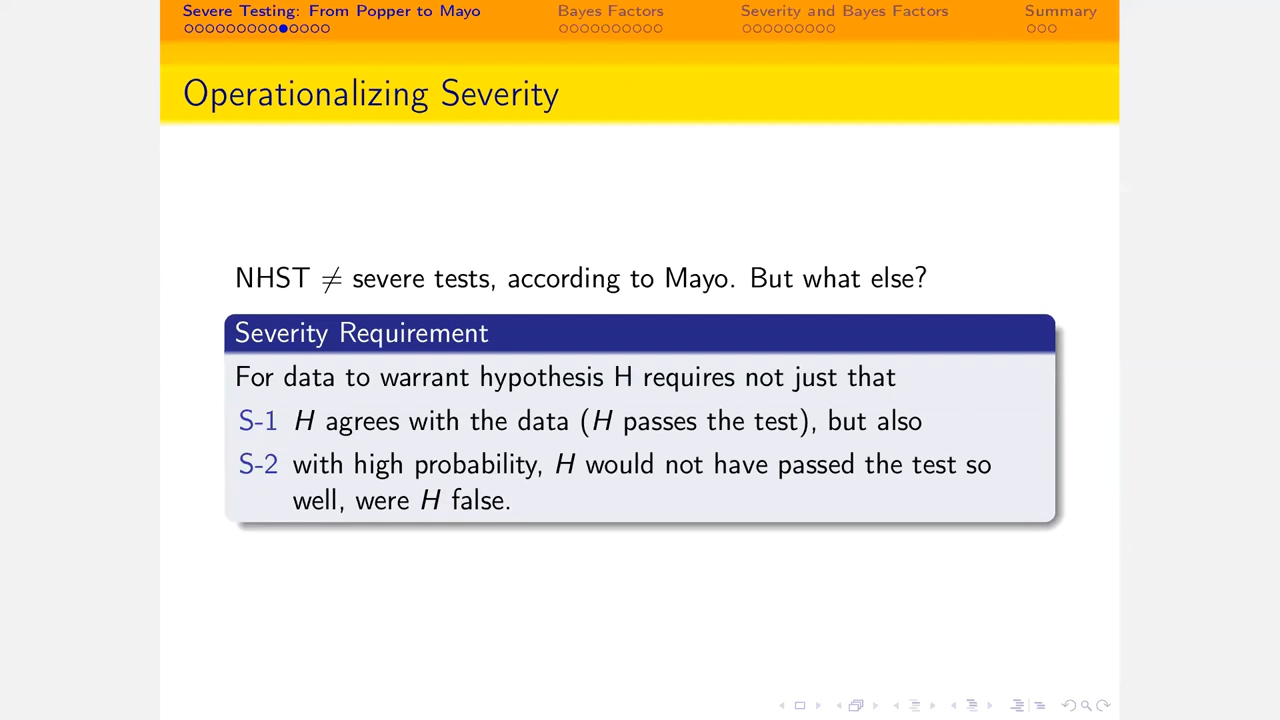 Severe Testing: From Popper to Mayo Bayes Factors Severity and Bayes Factors Summary
Operationalizing Severity
NHST ≠ severe tests, according to Mayo. But what else?
Severity Requirement
For data to warrant hypothesis H requires not just that
S-1 H agrees with the data (H passes the test), but also
S-2 with high probability, H would not have passed the test so
well, were H false.